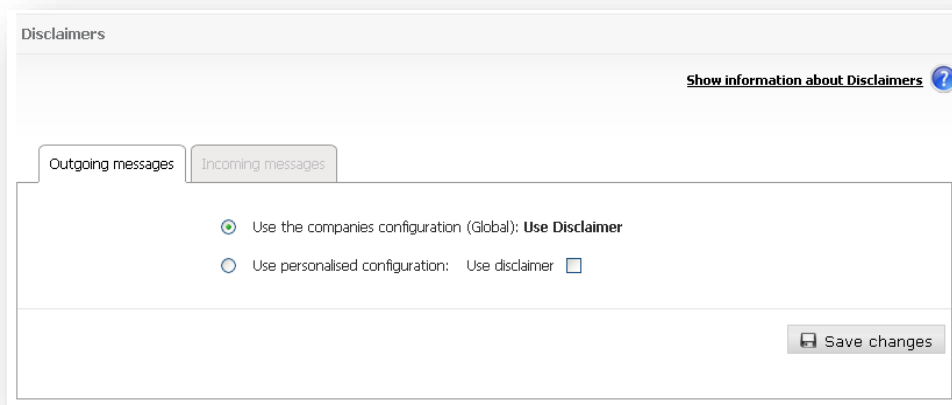 Disclaimers
Show information about Disclaimers ?
Outgoing messages Incoming messages
Use the companies configuration (Global): Use Disclaimer
Use personalised configuration: Use disclaimer
Save changes